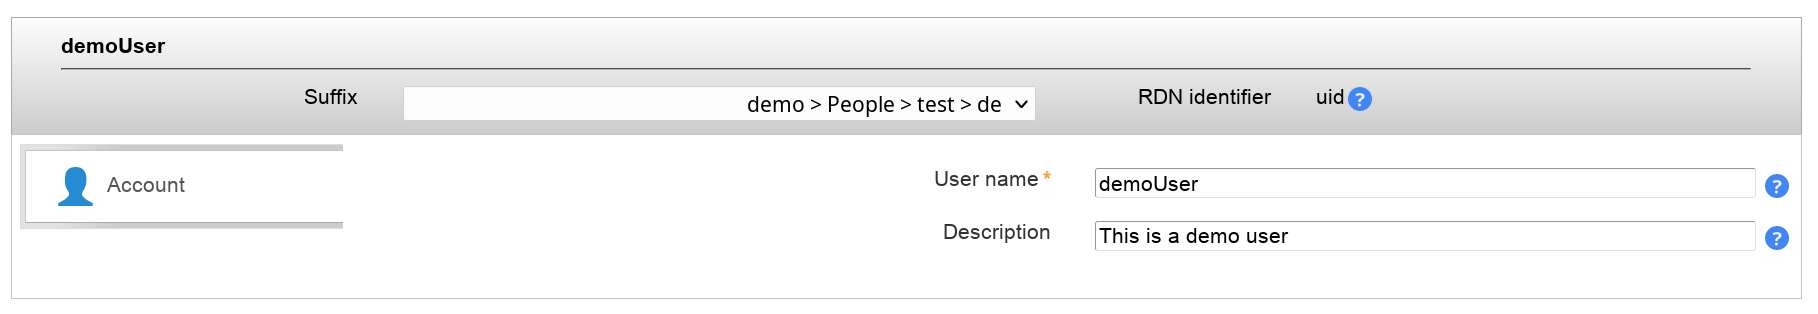 demoUser
Suffix demo > People > test > de RDN identifier uid ?
Account
User name * demoUser ?
Description This is a demo user ?